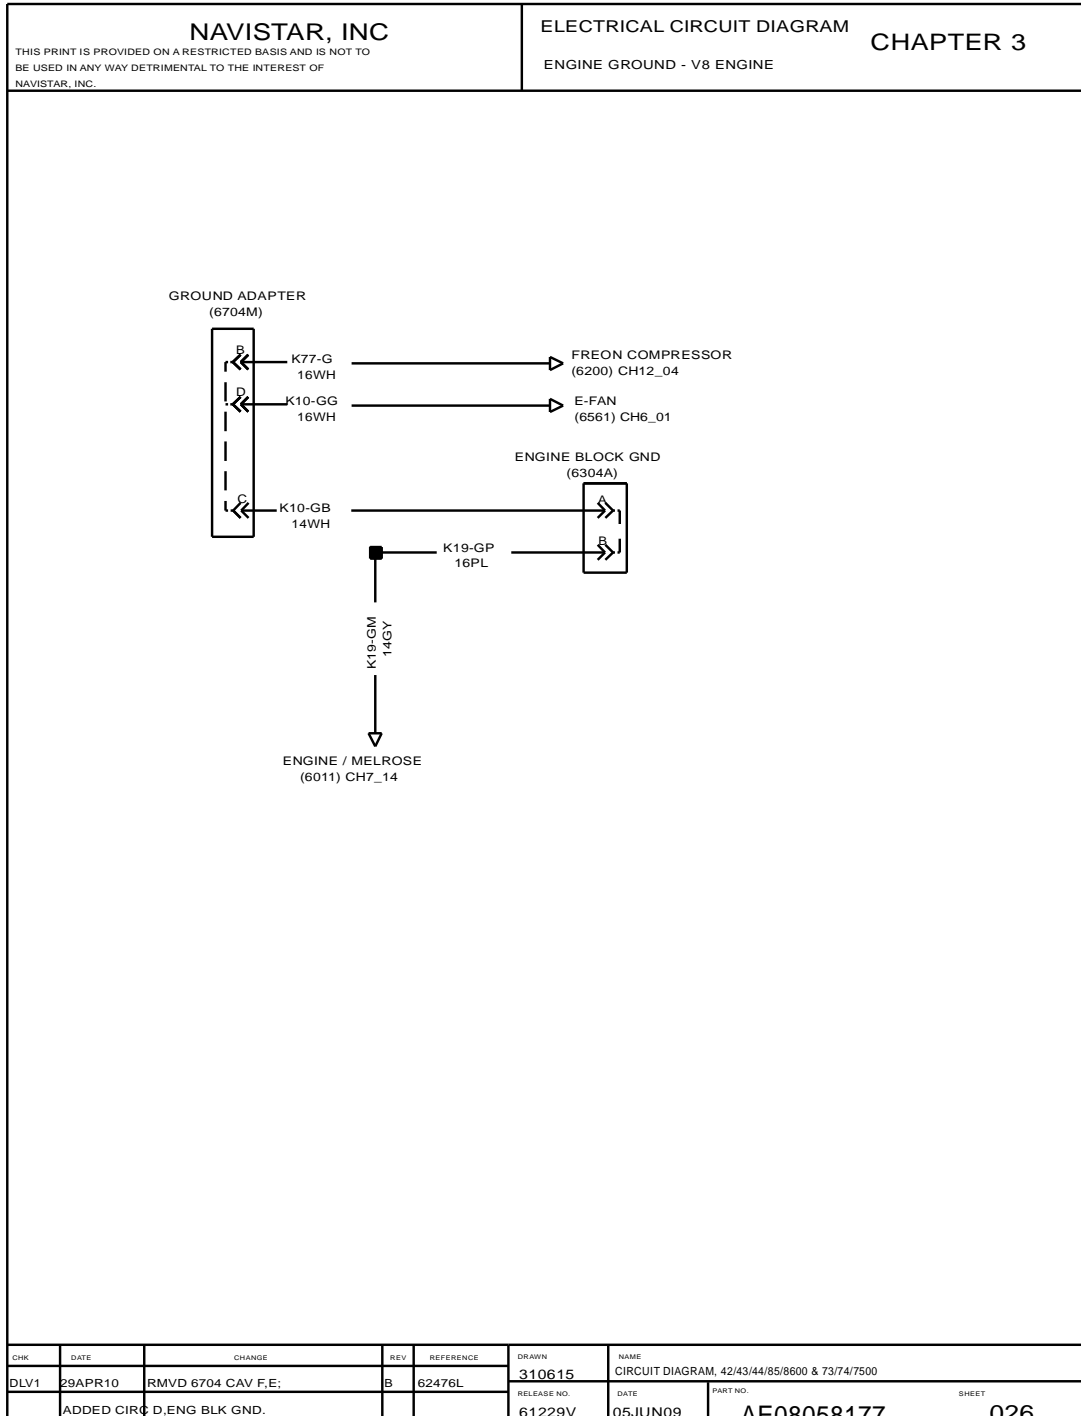 NAVISTAR, INC
THIS PRINT IS PROVIDED ON A RESTRICTED BASIS AND IS NOT TO
BE USED IN ANY WAY DETRIMENTAL TO THE INTEREST OF
NAVISTAR, INC.
ELECTRICAL CIRCUIT DIAGRAM
CHAPTER 3
ENGINE GROUND - V8 ENGINE
GROUND ADAPTER
(6704M)
B
K77-G
16WH
FREON COMPRESSOR
(6200) CH12_04
D
K10-GG
16WH
E-FAN
(6561) CH6_01
ENGINE BLOCK GND
(6304A)
C
K10-GB
14WH
A
B
K19-GP
16PL
K19-GM
14GY
ENGINE / MELROSE
(6011) CH7_14
CHK DATE CHANGE REV REFERENCE
DLV1 29APR10 RMVD 6704 CAV F,E; B 62476L
ADDED CIRC D,ENG BLK GND.
DRAWN
310615
NAME
CIRCUIT DIAGRAM, 42/43/44/85/8600 & 73/74/7500
RELEASE NO.
61229V
DATE
05JUN09
PART NO.
AE08058177
SHEET
026